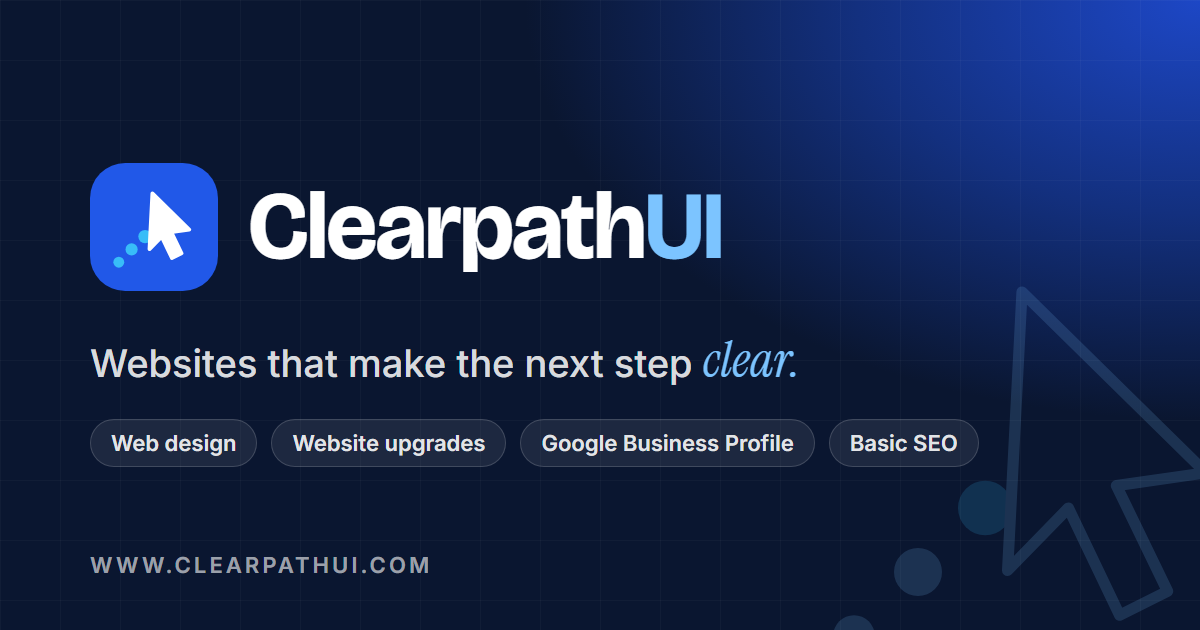 ClearpathUI
Websites that make the next step clear.
Web design
Website upgrades
Google Business Profile
Basic SEO
WWW.CLEARPATHUI.COM